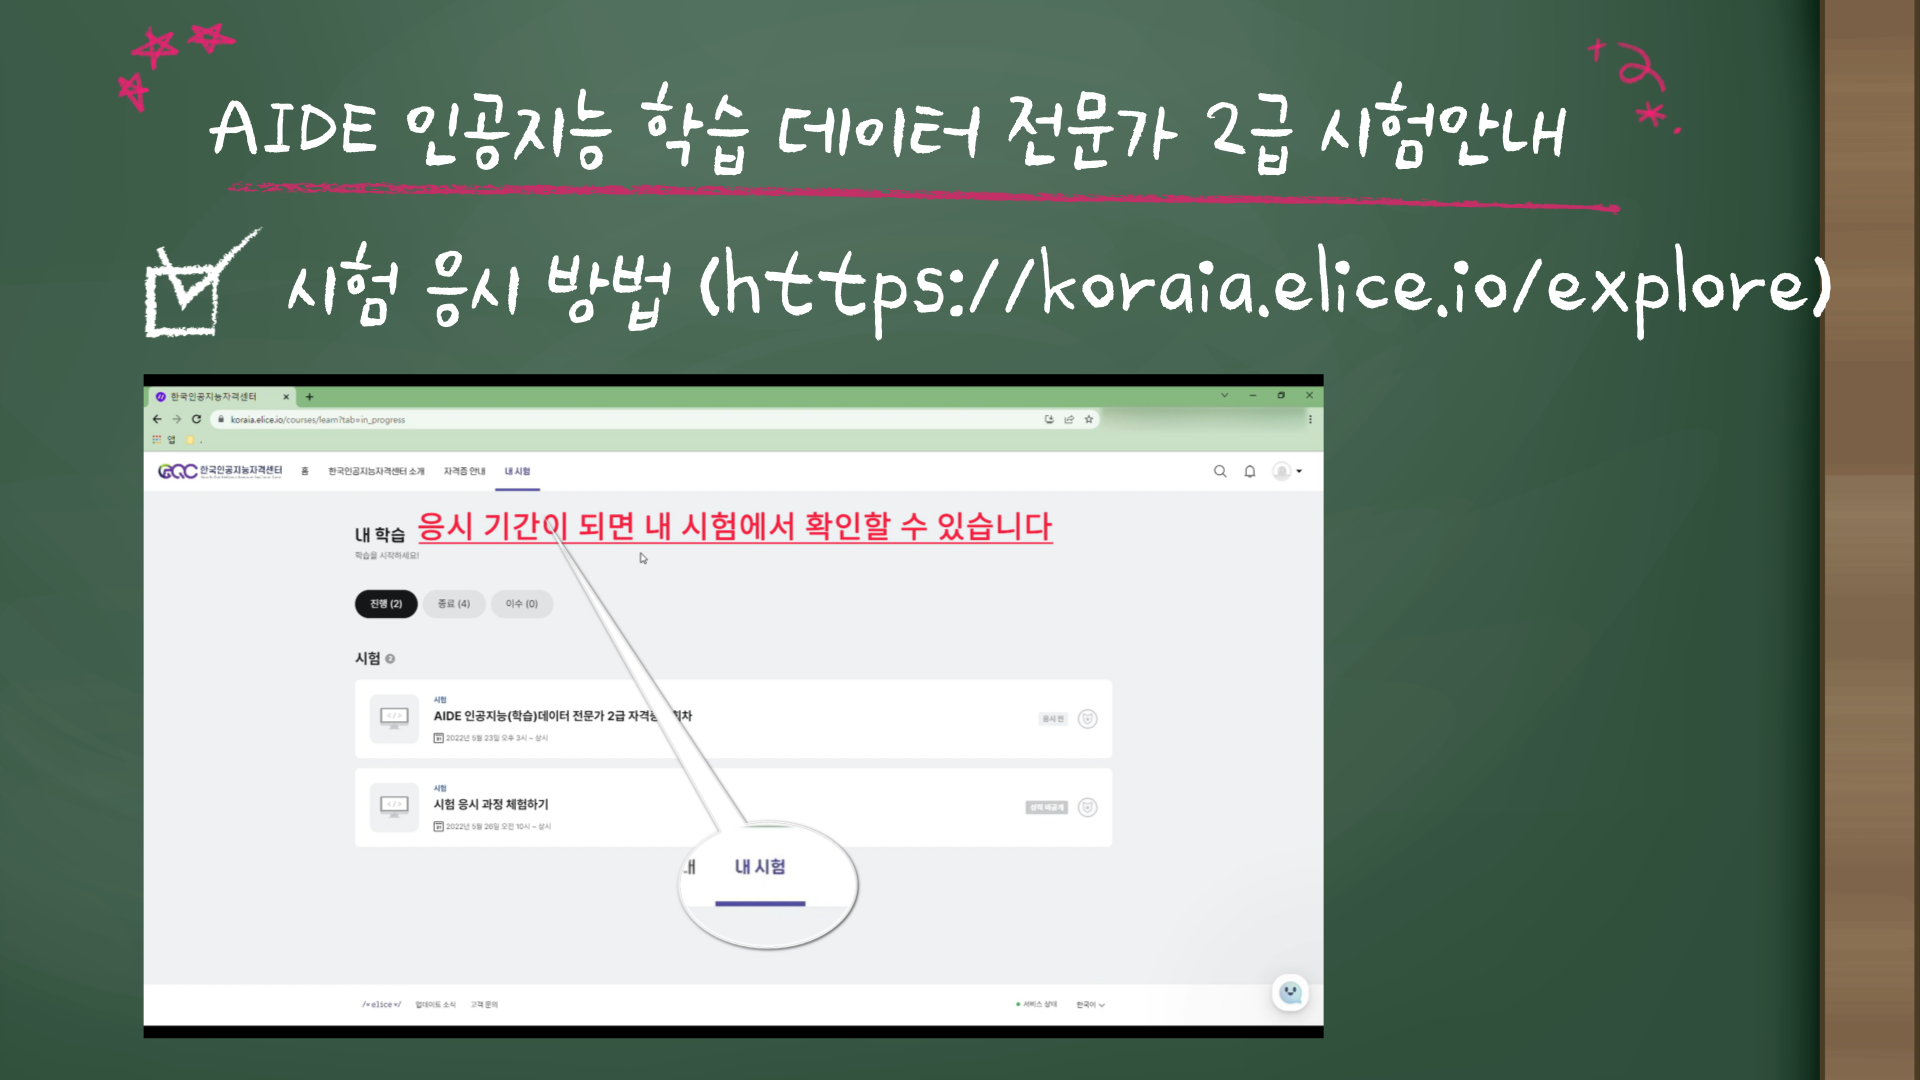 AIDE 인공지능 학습 데이터 전문가 2급 시험안내
시험 응시 방법 (https://koraia.elice.io/explore)
한국인공지능자격센터
koraia.elice.io/courses/learn?tab=in_progress
앱
한국인공지능자격센터 홈 한국인공지능자격센터 소개 자격증 안내 내 시험
내 학습 응시 기간이 되면 내 시험에서 확인할 수 있습니다
학습을 시작하세요!
진행 (2) 종료 (4) 이수 (0)
시험
시험
AIDE 인공지능(학습)데이터 전문가 2급 자격증 회차
응시 전
2022년 5월 23일 오후 3시 ~ 상시
시험
시험 응시 과정 체험하기
성적 비공개
2022년 5월 26일 오전 10시 ~ 상시
내 시험
/* elice */ 업데이트 소식 고객 문의 서비스 상태 한국어